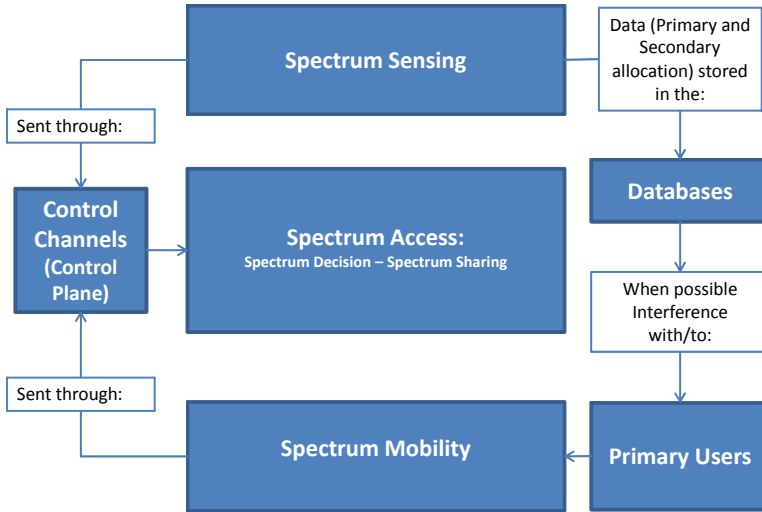 Spectrum Sensing
Data (Primary and
Secondary
allocation) stored
in the:
Sent through:
Databases
Control
Channels
(Control
Plane)
Spectrum Access:
Spectrum Decision – Spectrum Sharing
When possible
Interference
with/to:
Sent through:
Spectrum Mobility
Primary Users